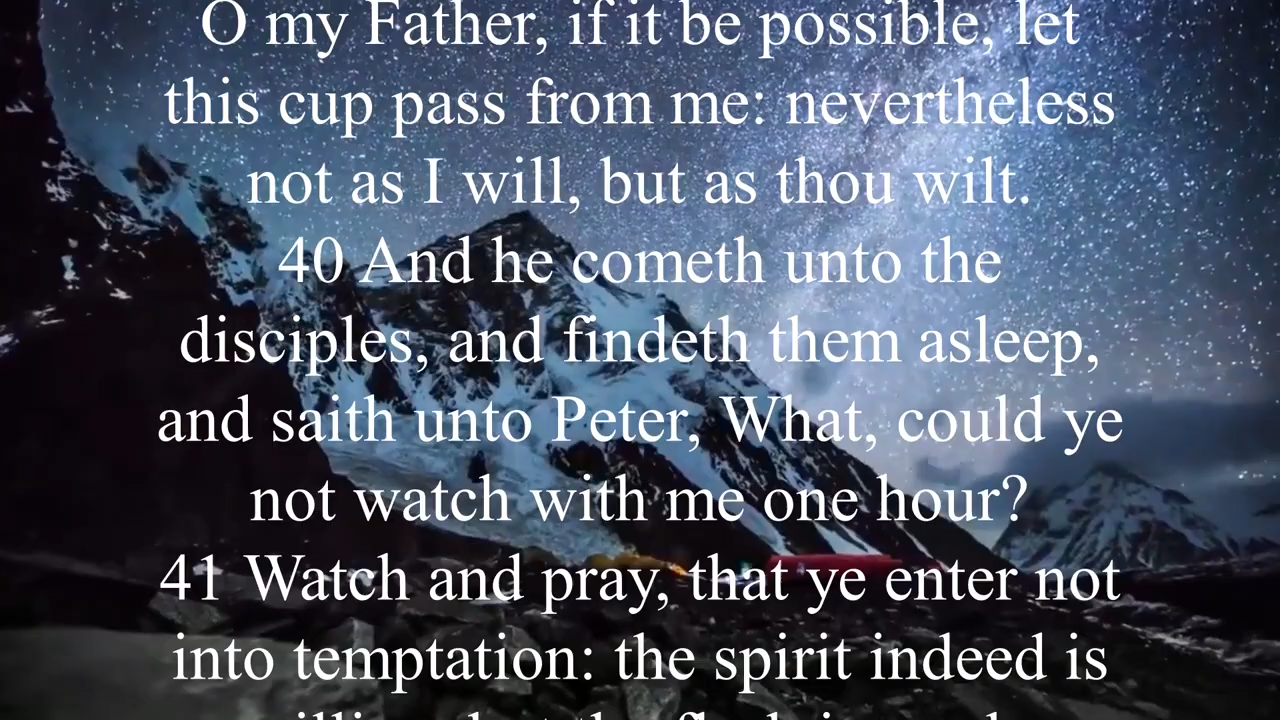 O my Father, if it be possible, let
this cup pass from me: nevertheless
not as I will, but as thou wilt.
40 And he cometh unto the
disciples, and findeth them asleep,
and saith unto Peter, What, could ye
not watch with me one hour?
41 Watch and pray, that ye enter not
into temptation: the spirit indeed is